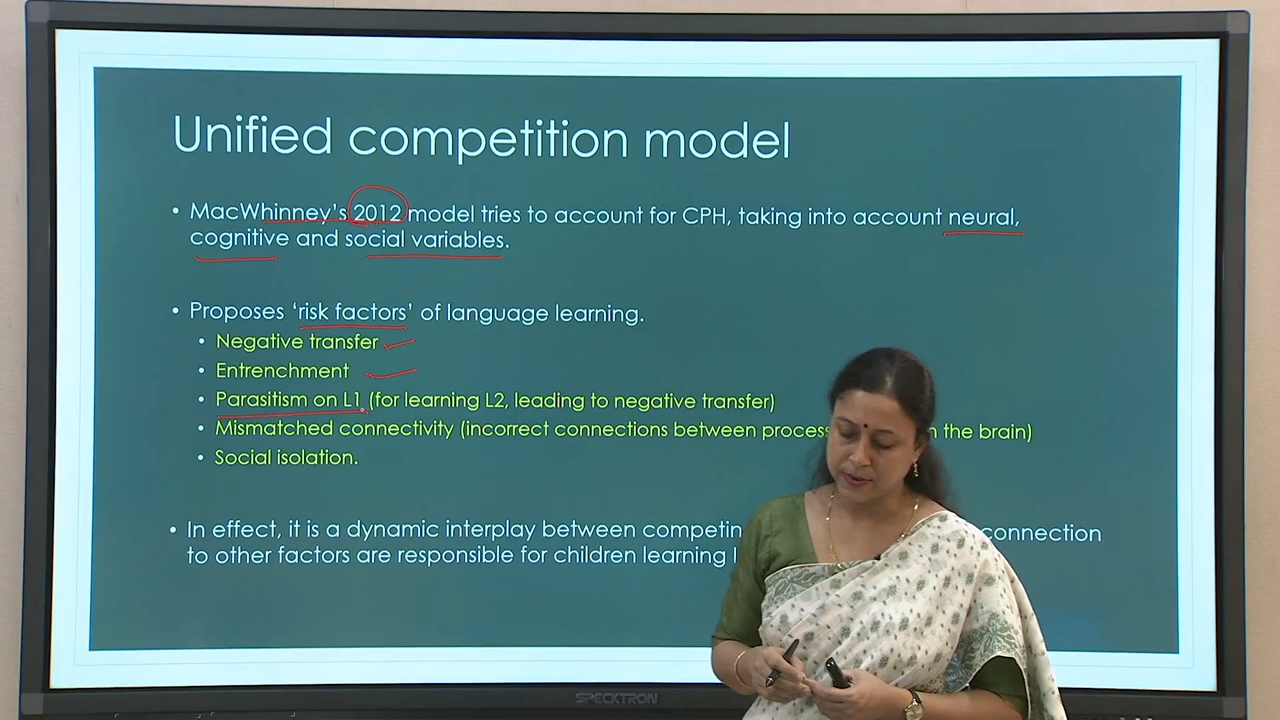 Unified competition model
• MacWhinney's 2012 model tries to account for CPH, taking into account neural,
cognitive and social variables.
• Proposes 'risk factors' of language learning.
• Negative transfer
• Entrenchment
• Parasitism on L1 (for learning L2, leading to negative transfer)
• Mismatched connectivity (incorrect connections between n the brain)
• Social isolation.
• In effect, it is a dynamic interplay between connection
to other factors are responsible for children learning
SPECKTRON